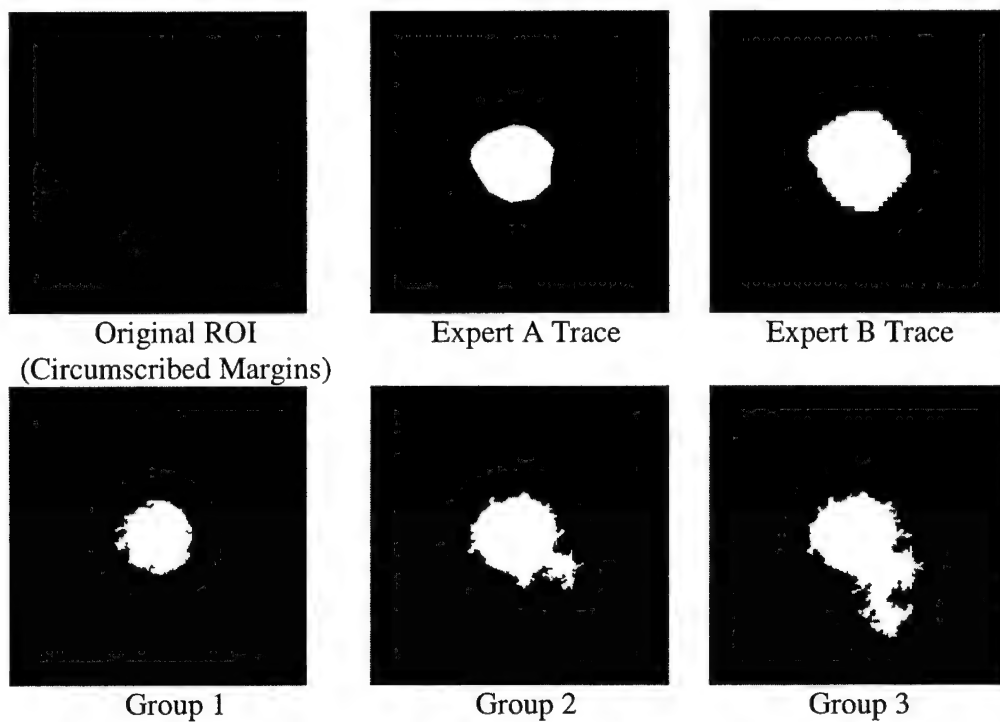 Original ROI
(Circumscribed Margins)
Expert A Trace
Expert B Trace
Group 1
Group 2
Group 3